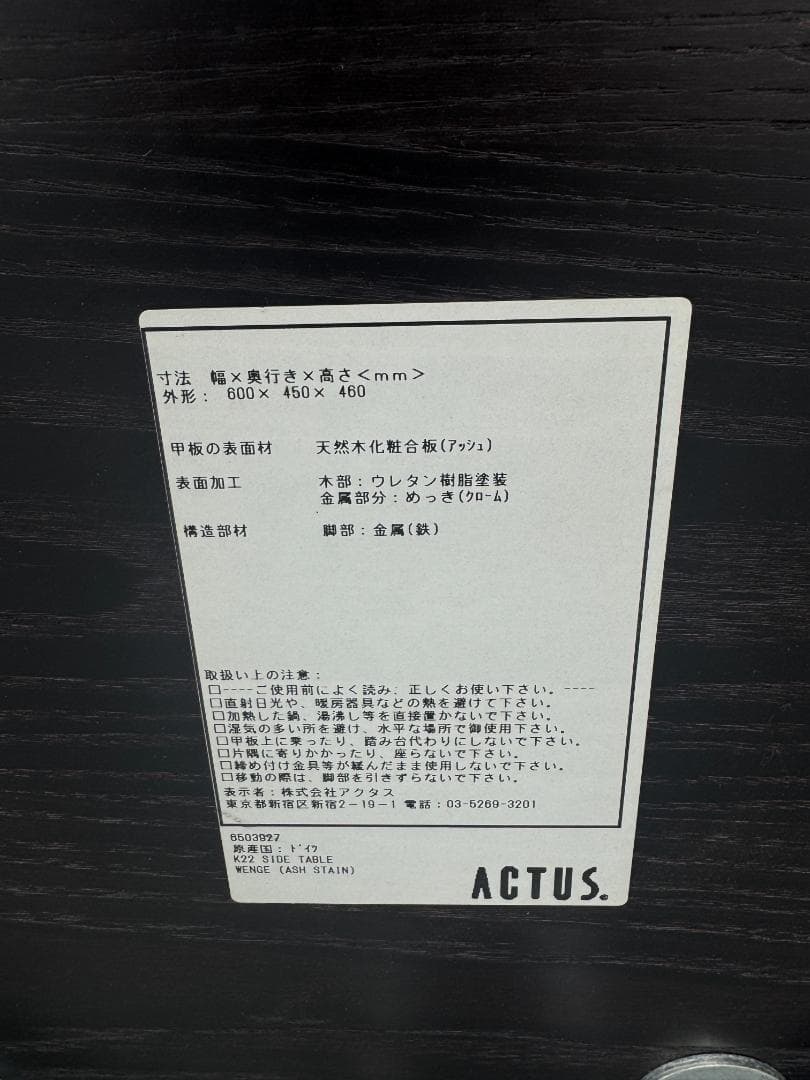 寸法 幅×奥行き×高さ<mm>
外形: 600× 450× 460
甲板の表面材 天然木化粧合板(ｱｯｼｭ)
表面加工 木部:ウレタン樹脂塗装
金属部分:めっき(ｸﾛｰﾑ)
構造部材 脚部:金属(鉄)
取扱い上の注意:
□----ご使用前によく読み、正しくお使い下さい。----
□直射日光や、暖房器具などの熱を避けて下さい。
□加熱した鍋、湯沸し等を直接置かないで下さい。
□湿気の多い所を避け、水平な場所で御使用下さい。
□甲板上に乗ったり、踏み台代わりにしないで下さい。
□片隅に寄りかかったり、座らないで下さい。
□締め付け金具等が緩んだまま使用しないで下さい。
□移動の際は、脚部を引きずらないで下さい。
表示者:株式会社アクタス
東京都新宿区新宿2-19-1 電話:03-5269-3201
6503927
原産国:ﾄﾞｲﾂ
K22 SIDE TABLE
WENGE (ASH STAIN)
ACTUS.